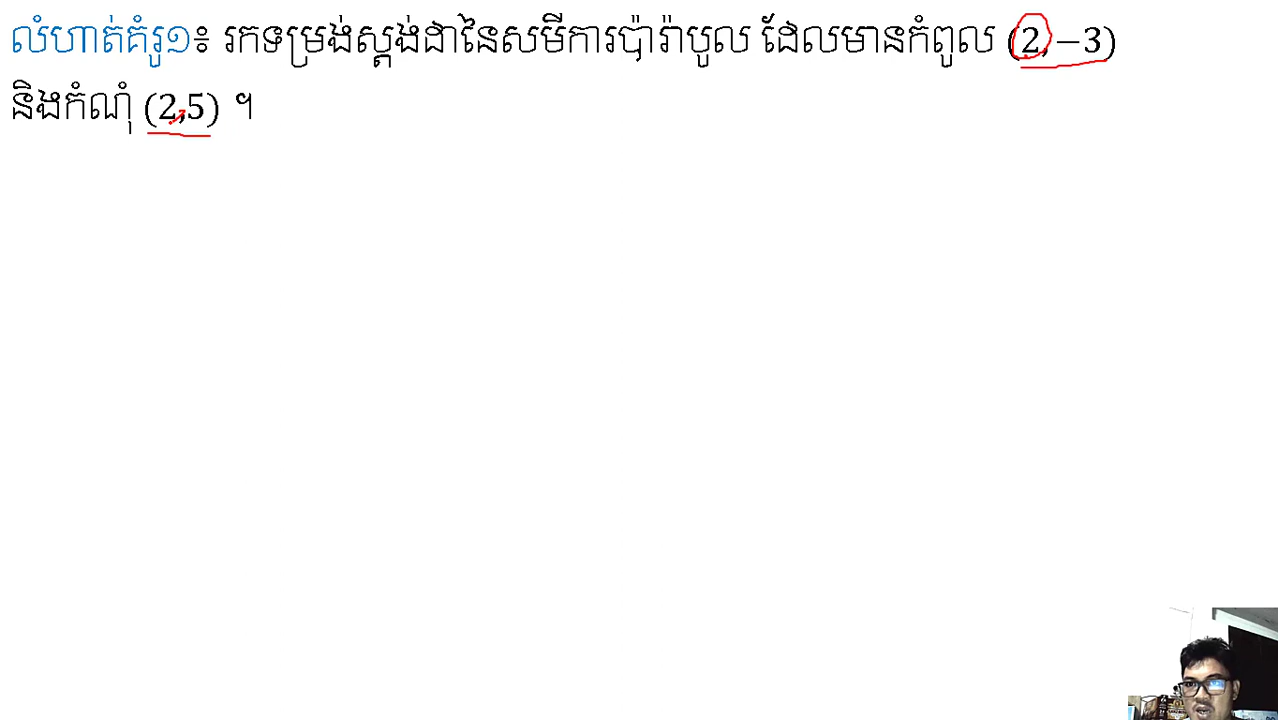 លំហាត់គំរូ១៖ រកទម្រង់ស្តង់ដានៃសមីការប៉ារ៉ាបូល ដែលមានកំពូល (2,−3)
និងកំណុំ (2,5) ។